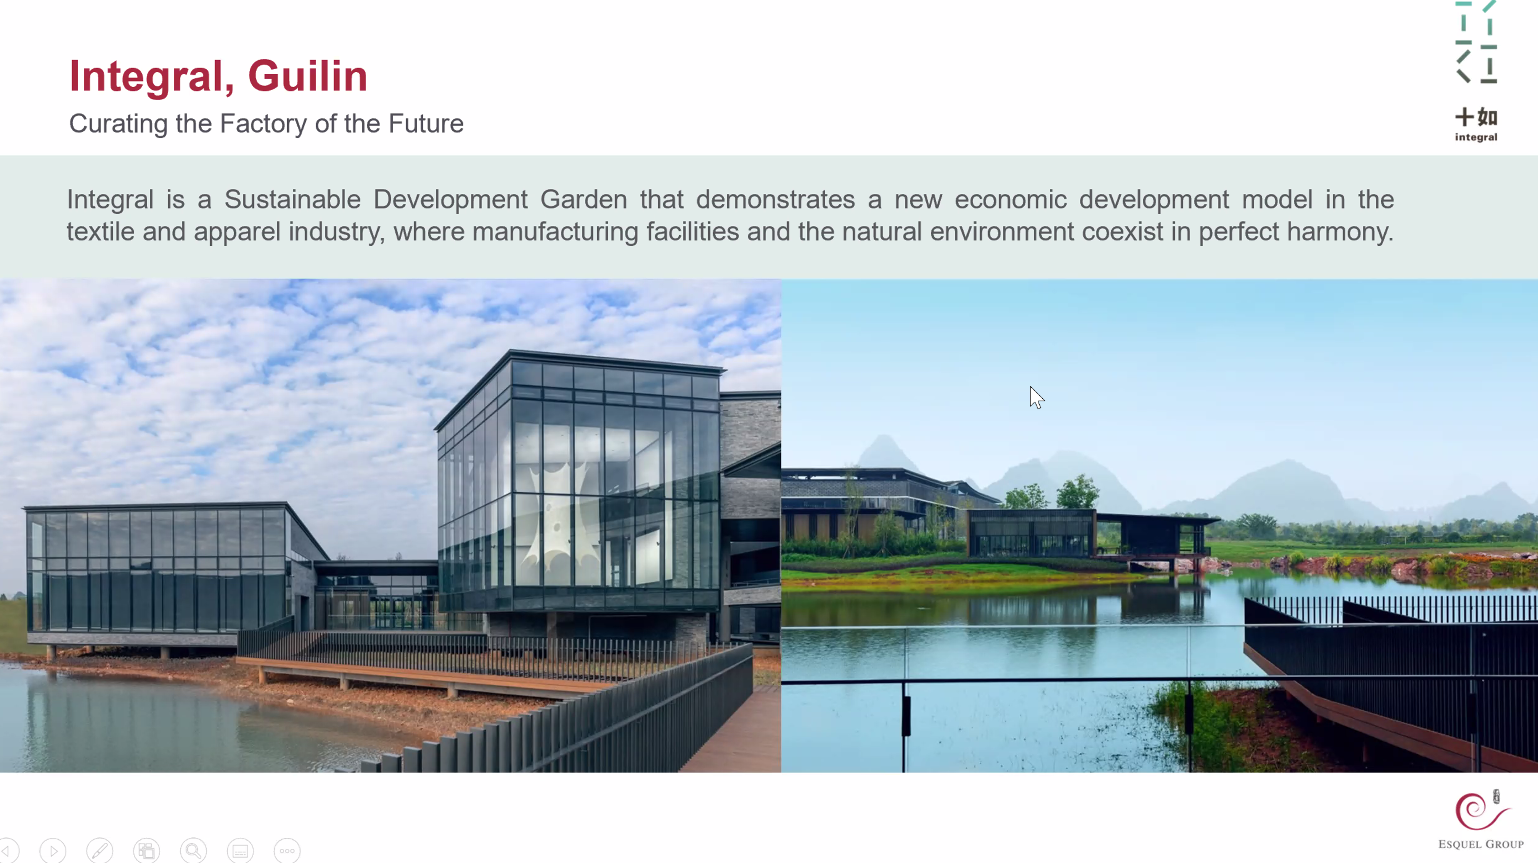 Integral, Guilin
Curating the Factory of the Future
十如
integral
Integral is a Sustainable Development Garden that demonstrates a new economic development model in the
textile and apparel industry, where manufacturing facilities and the natural environment coexist in perfect harmony.
ESQUEL GROUP